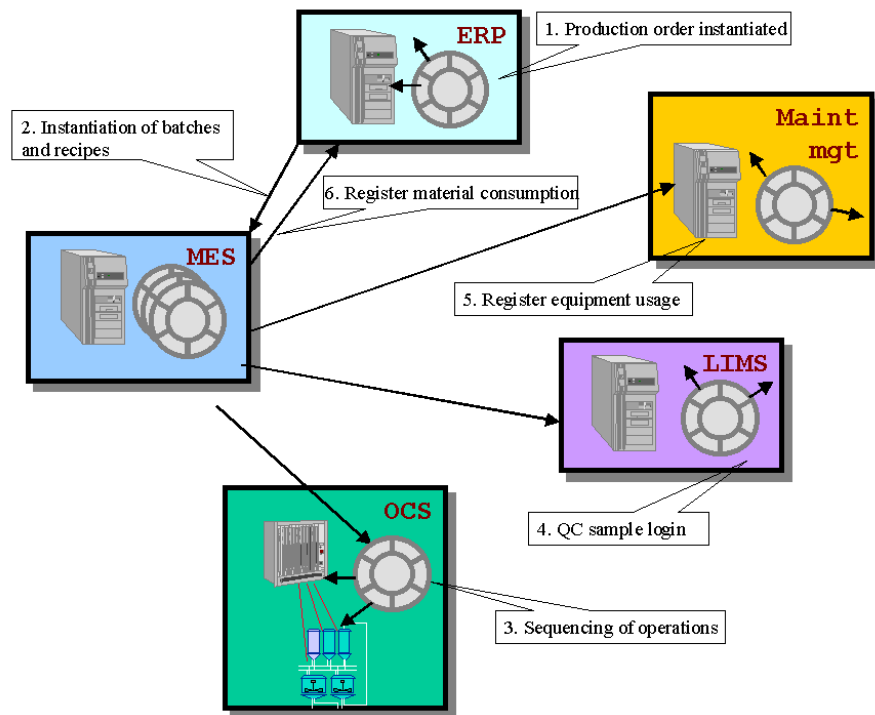 ERP
1. Production order instantiated
2. Instantiation of batches
and recipes
Maint
mgt
6. Register material consumption
MES
5. Register equipment usage
LIMS
OCS
4. QC sample login
3. Sequencing of operations